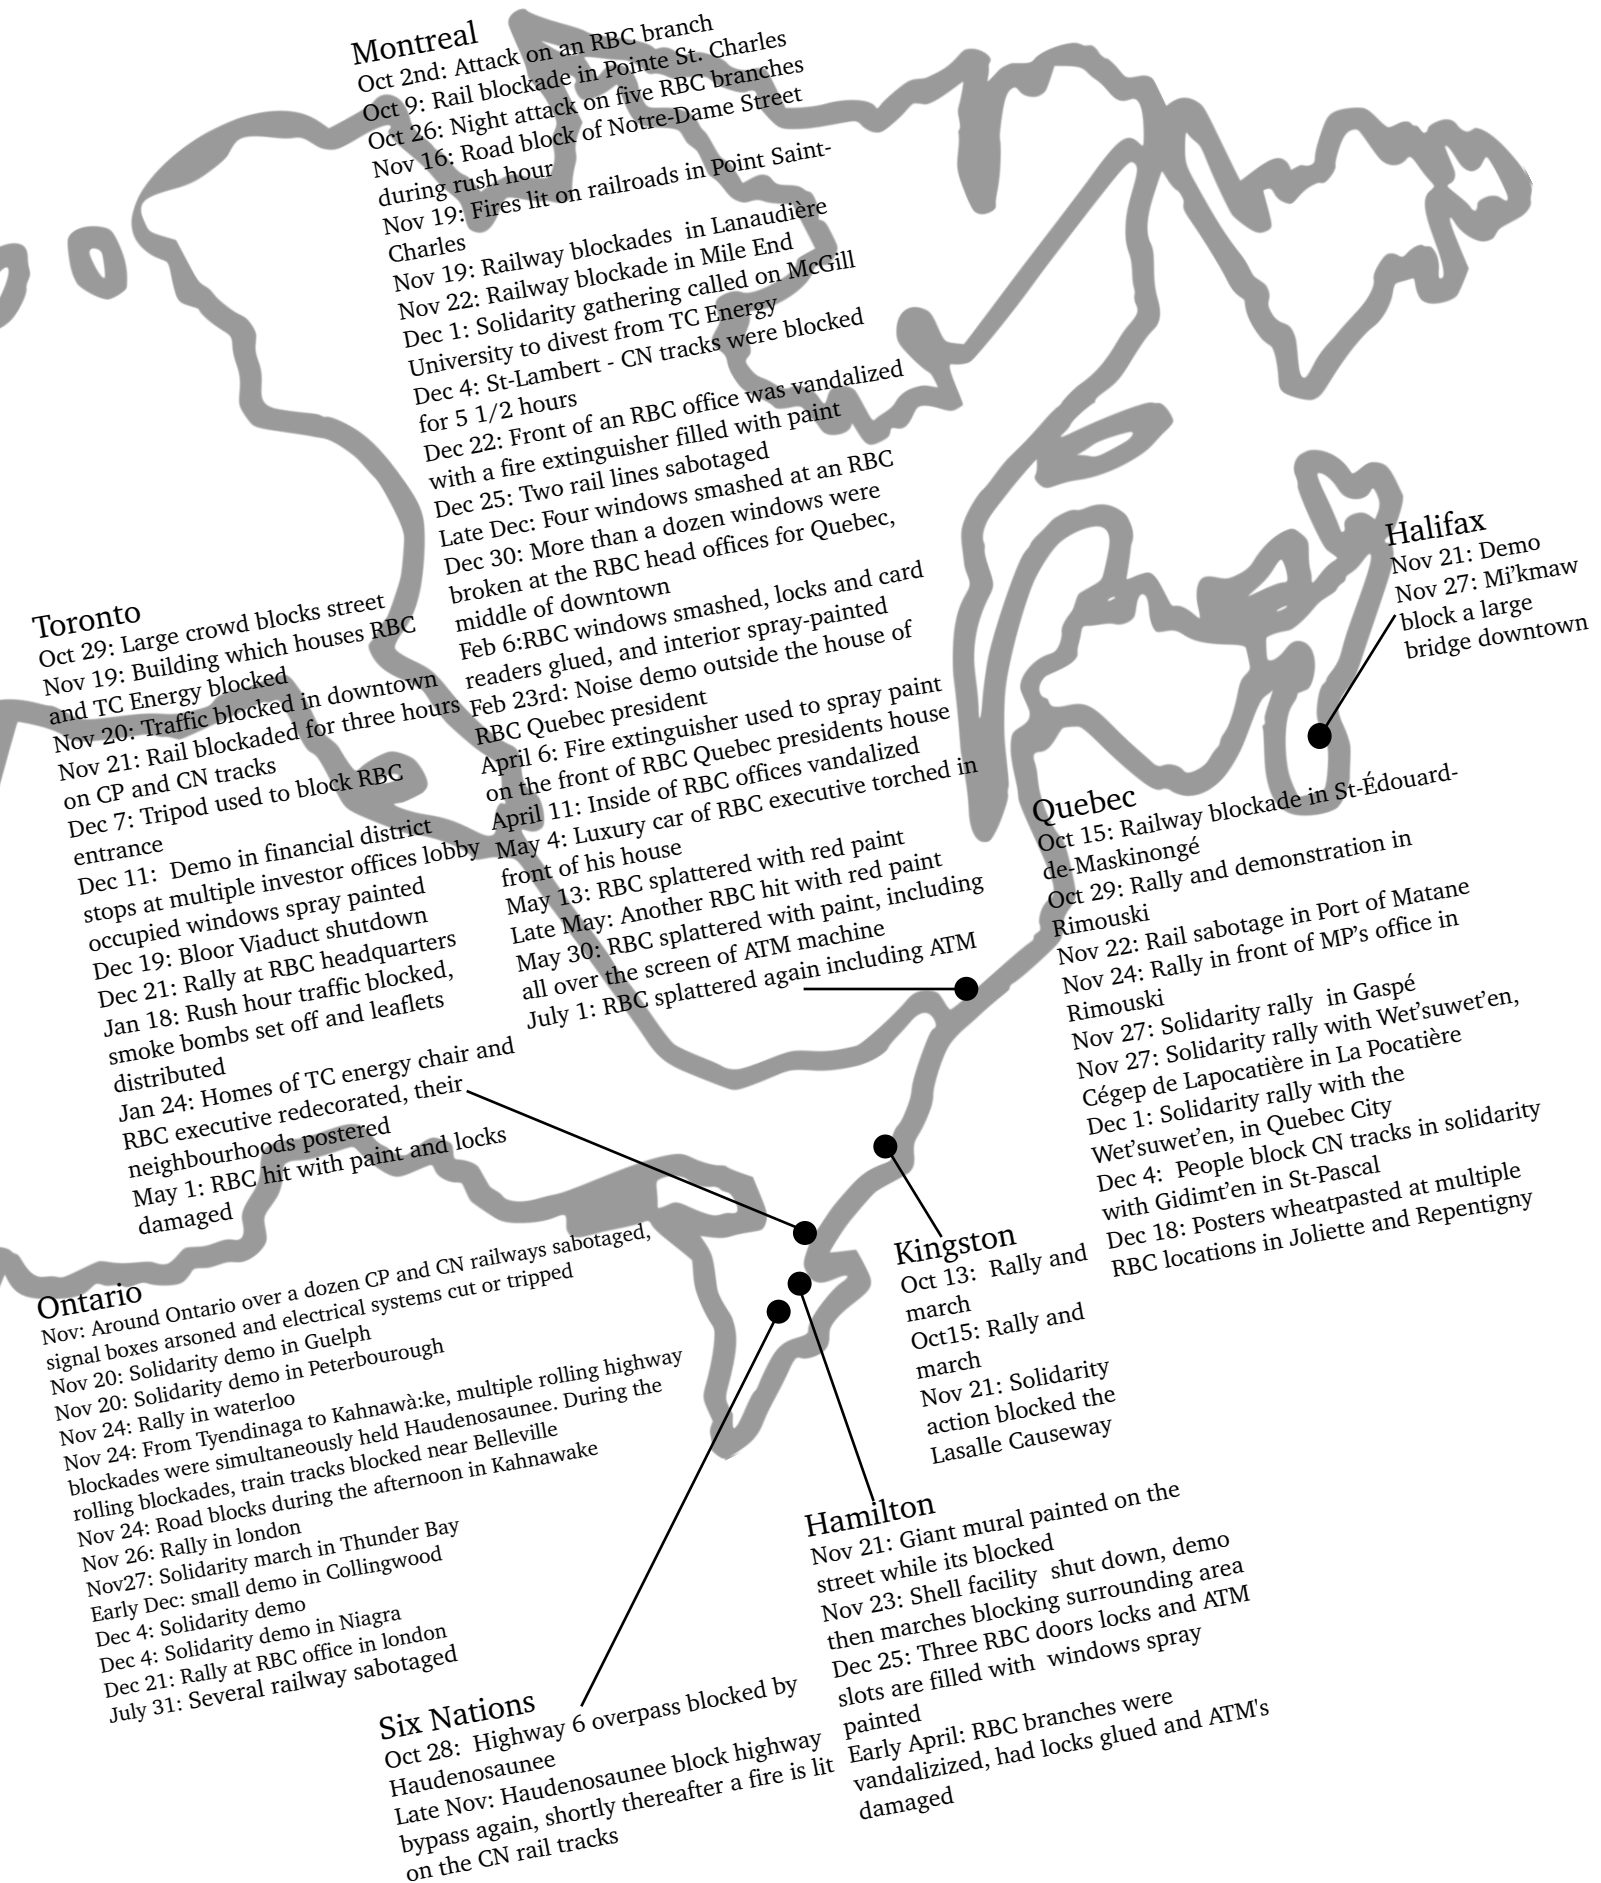 Montreal
Oct 2nd: Attack on an RBC branch
Oct 9: Rail blockade in Pointe St. Charles
Oct 26: Night attack on five RBC branches
Nov 16: Road block of Notre-Dame Street
during rush hour
Nov 19: Fires lit on railroads in Point Saint-
Charles
Nov 19: Railway blockades in Lanaudière
Nov 22: Railway blockade in Mile End
Dec 1: Solidarity gathering called on McGill
University to divest from TC Energy
Dec 4: St-Lambert - CN tracks were blocked
for 5 1/2 hours
Dec 22: Front of an RBC office was vandalized
with a fire extinguisher filled with paint
Dec 25: Two rail lines sabotaged
Late Dec: Four windows smashed at an RBC
Dec 30: More than a dozen windows were
broken at the RBC head offices for Quebec,
middle of downtown
Feb 6:RBC windows smashed, locks and card
readers glued, and interior spray-painted
Feb 23rd: Noise demo outside the house of
RBC Quebec president
April 6: Fire extinguisher used to spray paint
on the front of RBC Quebec presidents house
April 11: Inside of RBC offices vandalized
May 4: Luxury car of RBC executive torched in
front of his house
May 13: RBC splattered with red paint
Late May: Another RBC hit with red paint
May 30: RBC splattered with paint, including
all over the screen of ATM machine
July 1: RBC splattered again including ATM
Halifax
Nov 21: Demo
Nov 27: Mi'kmaw
block a large
bridge downtown
Toronto
Oct 29: Large crowd blocks street
Nov 19: Building which houses RBC
and TC Energy blocked
Nov 20: Traffic blocked in downtown
Nov 21: Rail blockaded for three hours
on CP and CN tracks
Dec 7: Tripod used to block RBC
entrance
Dec 11: Demo in financial district
stops at multiple investor offices lobby
occupied windows spray painted
Dec 19: Bloor Viaduct shutdown
Dec 21: Rally at RBC headquarters
Jan 18: Rush hour traffic blocked,
smoke bombs set off and leaflets
distributed
Jan 24: Homes of TC energy chair and
RBC executive redecorated, their
neighbourhoods postered
May 1: RBC hit with paint and locks
damaged
Quebec
Oct 15: Railway blockade in St-Édouard-
de-Maskinongé
Oct 29: Rally and demonstration in
Rimouski
Nov 22: Rail sabotage in Port of Matane
Nov 24: Rally in front of MP's office in
Rimouski
Nov 27: Solidarity rally in Gaspé
Nov 27: Solidarity rally with Wet'suwet'en,
Cégep de Lapocatière in La Pocatière
Dec 1: Solidarity rally with the
Wet'suwet'en, in Quebec City
Dec 4: People block CN tracks in solidarity
with Gidimt'en in St-Pascal
Dec 18: Posters wheatpasted at multiple
RBC locations in Joliette and Repentigny
Kingston
Oct 13: Rally and
march
Oct15: Rally and
march
Nov 21: Solidarity
action blocked the
Lasalle Causeway
Ontario
Nov: Around Ontario over a dozen CP and CN railways sabotaged,
signal boxes arsoned and electrical systems cut or tripped
Nov 20: Solidarity demo in Guelph
Nov 20: Solidarity demo in Peterbourough
Nov 24: Rally in waterloo
Nov 24: From Tyendinaga to Kahnawà:ke, multiple rolling highway
blockades were simultaneously held Haudenosaunee. During the
rolling blockades, train tracks blocked near Belleville
Nov 24: Road blocks during the afternoon in Kahnawake
Nov 26: Rally in london
Nov27: Solidarity march in Thunder Bay
Early Dec: small demo in Collingwood
Dec 4: Solidarity demo
Dec 4: Solidarity demo in Niagra
Dec 21: Rally at RBC office in london
July 31: Several railway sabotaged
Hamilton
Nov 21: Giant mural painted on the
street while its blocked
Nov 23: Shell facility shut down, demo
then marches blocking surrounding area
Dec 25: Three RBC doors locks and ATM
slots are filled with windows spray
painted
Early April: RBC branches were
vandalizized, had locks glued and ATM's
damaged
Six Nations
Oct 28: Highway 6 overpass blocked by
Haudenosaunee
Late Nov: Haudenosaunee block highway
bypass again, shortly thereafter a fire is lit
on the CN rail tracks